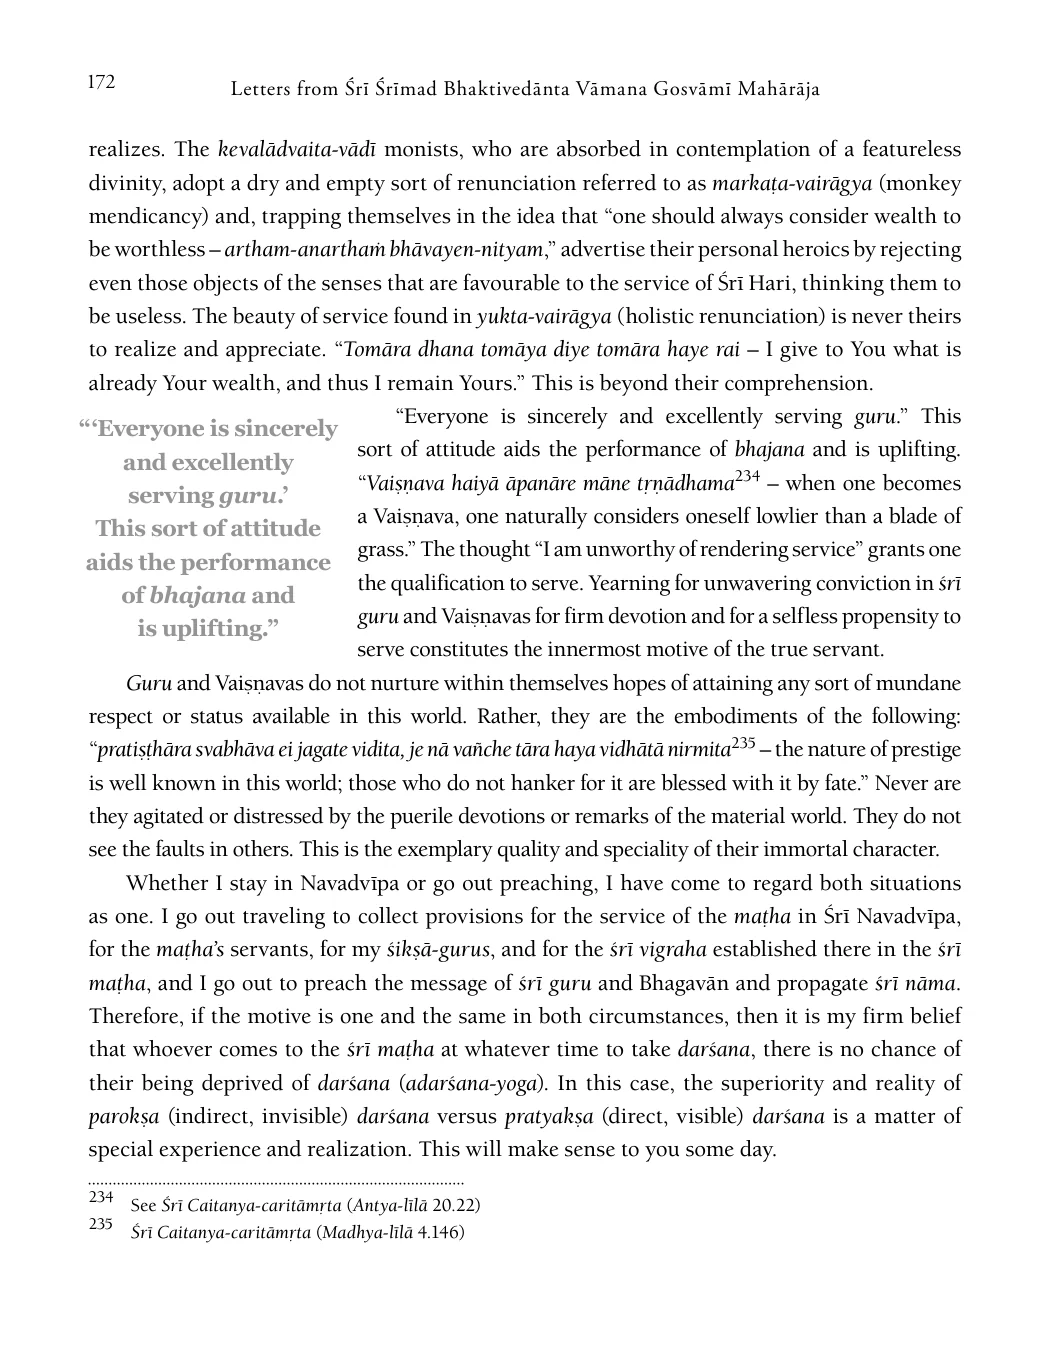 172
Letters from Śrī Śrīmad Bhaktivedānta Vāmana Gosvāmī Mahārāja
realizes. The kevalādvaita-vādī monists, who are absorbed in contemplation of a featureless
divinity, adopt a dry and empty sort of renunciation referred to as markaṭa-vairāgya (monkey
mendicancy) and, trapping themselves in the idea that “one should always consider wealth to
be worthless – artham-anarthaṁ bhāvayen-nityam,” advertise their personal heroics by rejecting
even those objects of the senses that are favourable to the service of Śrī Hari, thinking them to
be useless. The beauty of service found in yukta-vairāgya (holistic renunciation) is never theirs
to realize and appreciate. “Tomāra dhana tomāya diye tomāra haye rai – I give to You what is
already Your wealth, and thus I remain Yours.” This is beyond their comprehension.
“‘Everyone is sincerely
and excellently
serving guru.’
This sort of attitude
aids the performance
of bhajana and
is uplifting.”
“Everyone is sincerely and excellently serving guru.” This
sort of attitude aids the performance of bhajana and is uplifting.
“Vaiṣṇava haiyā āpanāre māne tṛṇādhama234 – when one becomes
a Vaiṣṇava, one naturally considers oneself lowlier than a blade of
grass.” The thought “I am unworthy of rendering service” grants one
the qualification to serve. Yearning for unwavering conviction in śrī
guru and Vaiṣṇavas for firm devotion and for a selfless propensity to
serve constitutes the innermost motive of the true servant.
Guru and Vaiṣṇavas do not nurture within themselves hopes of attaining any sort of mundane
respect or status available in this world. Rather, they are the embodiments of the following:
“pratiṣṭhāra svabhāva ei jagate vidita, je nā vañche tāra haya vidhātā nirmita235 – the nature of prestige
is well known in this world; those who do not hanker for it are blessed with it by fate.” Never are
they agitated or distressed by the puerile devotions or remarks of the material world. They do not
see the faults in others. This is the exemplary quality and speciality of their immortal character.
Whether I stay in Navadvīpa or go out preaching, I have come to regard both situations
as one. I go out traveling to collect provisions for the service of the maṭha in Śrī Navadvīpa,
for the maṭha’s servants, for my śikṣā-gurus, and for the śrī vigraha established there in the śrī
maṭha, and I go out to preach the message of śrī guru and Bhagavān and propagate śrī nāma.
Therefore, if the motive is one and the same in both circumstances, then it is my firm belief
that whoever comes to the śrī maṭha at whatever time to take darśana, there is no chance of
their being deprived of darśana (adarśana-yoga). In this case, the superiority and reality of
parokṣa (indirect, invisible) darśana versus pratyakṣa (direct, visible) darśana is a matter of
special experience and realization. This will make sense to you some day.
234 See Śrī Caitanya-caritāmṛta (Antya-līlā 20.22)
235 Śrī Caitanya-caritāmṛta (Madhya-līlā 4.146)